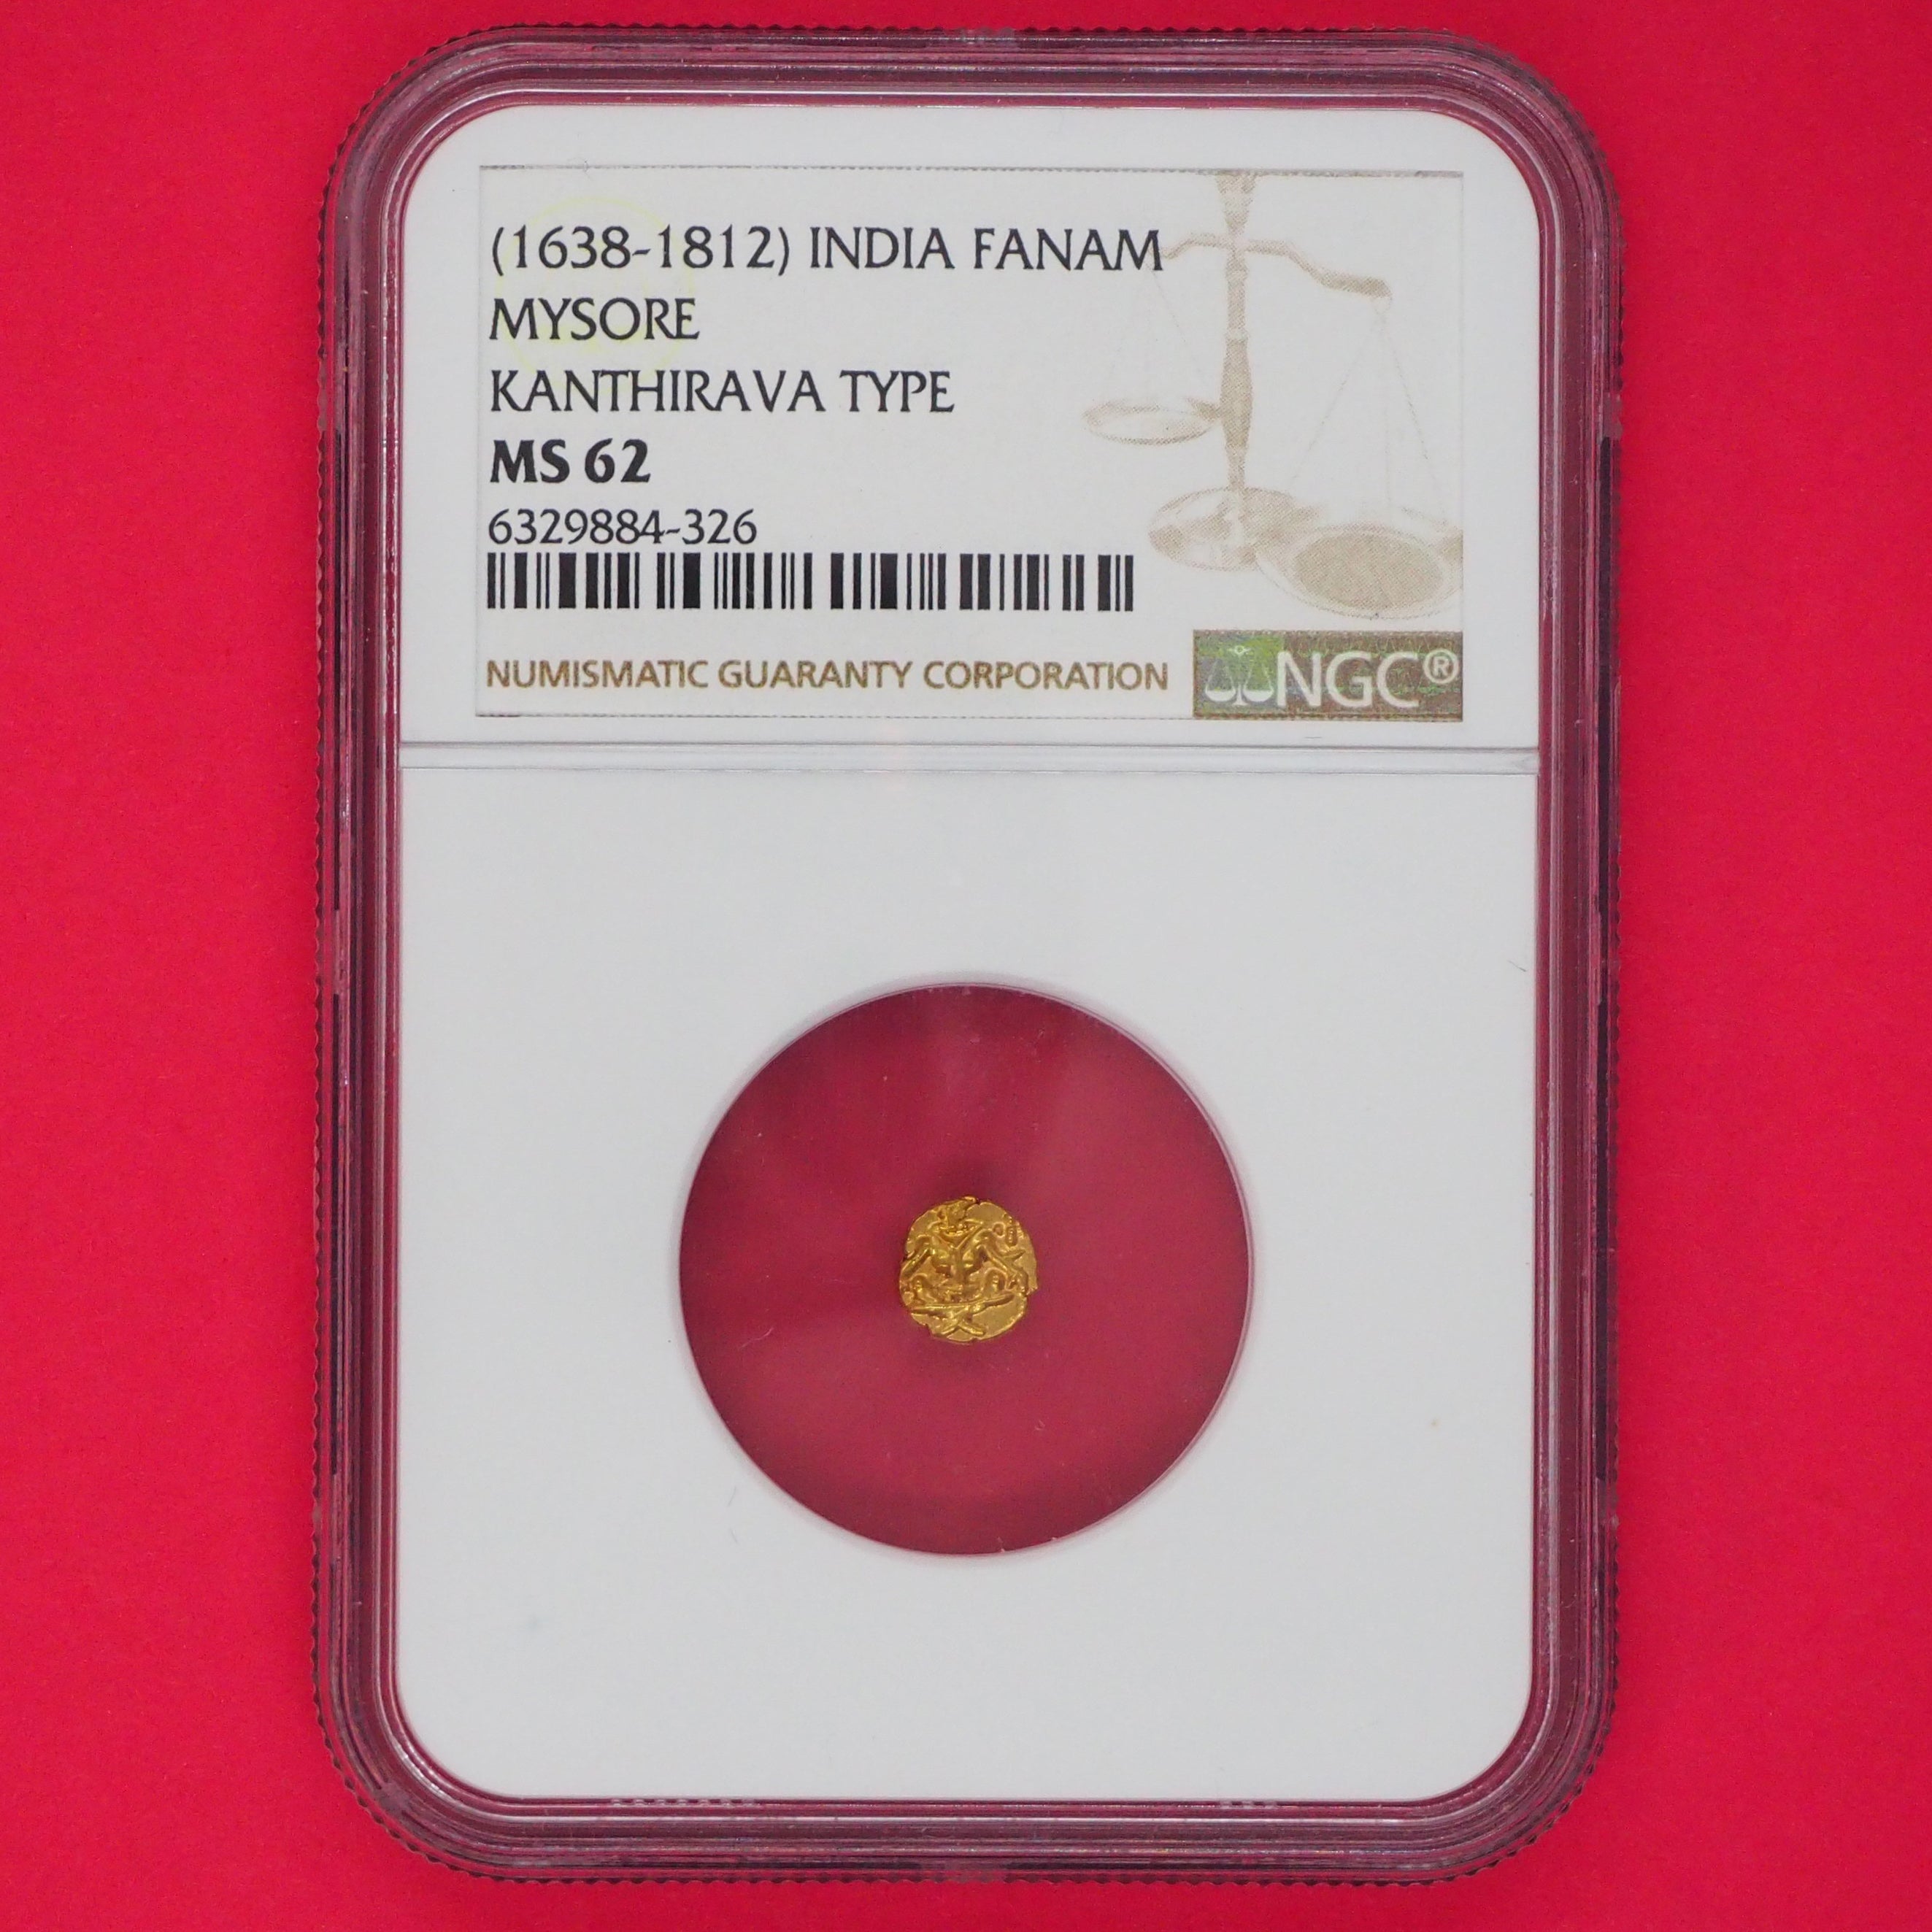 (1638-1812) INDIA FANAM
MYSORE
KANTHIRAVA TYPE
MS 62
6329884-326
NUMISMATIC GUARANTY CORPORATION
NGC®